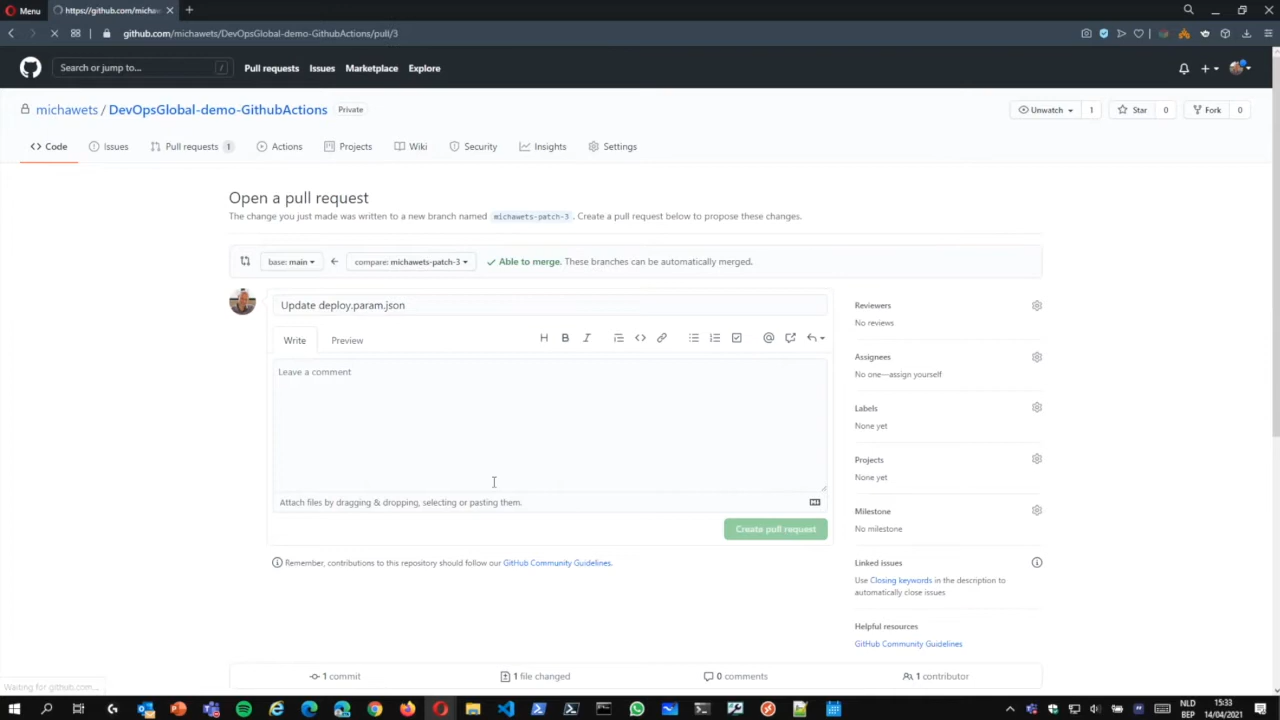 Menu
https://github.com/michaw
github.com/michawets/DevOpsGlobal-demo-GithubActions/pull/3
Search or jump to... /
Pull requests Issues Marketplace Explore
michawets / DevOpsGlobal-demo-GithubActions Private
Unwatch 1 Star 0 Fork 0
Code Issues Pull requests 1 Actions Projects Wiki Security Insights Settings
Open a pull request
The change you just made was written to a new branch named michawets-patch-3 . Create a pull request below to propose these changes.
base: main compare: michawets-patch-3 Able to merge. These branches can be automatically merged.
Update deploy.param.json
Write Preview
Leave a comment
Attach files by dragging & dropping, selecting or pasting them.
Create pull request
Remember, contributions to this repository should follow our GitHub Community Guidelines.
Reviewers
No reviews
Assignees
No one—assign yourself
Labels
None yet
Projects
None yet
Milestone
No milestone
Linked issues
Use Closing keywords in the description to
automatically close issues
Helpful resources
GitHub Community Guidelines
1 commit 1 file changed 0 comments 1 contributor
Waiting for github.com...
NLD
BEP
15:33
14/04/2021